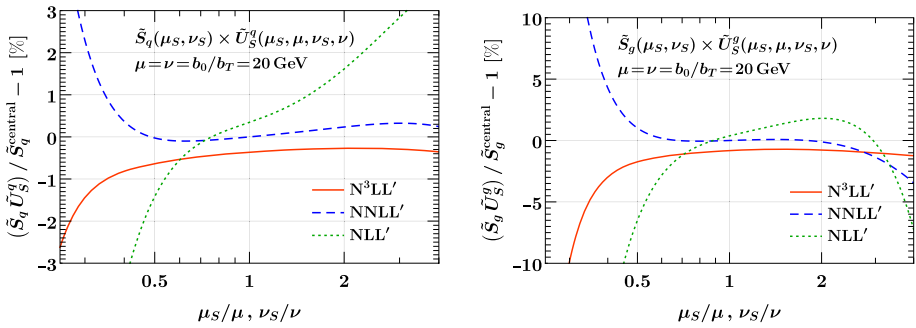 3
2
1
0
−1
−2
−3
(S̃_q Ũ_S^q) / S̃_q^central − 1 [%]
S̃_q(μ_S, ν_S) × Ũ_S^q(μ_S, μ, ν_S, ν)
μ = ν = b_0/b_T = 20 GeV
N³LL′
NNLL′
NLL′
0.5
1
2
μ_S/μ , ν_S/ν
10
5
0
−5
−10
(S̃_g Ũ_S^g) / S̃_g^central − 1 [%]
S̃_g(μ_S, ν_S) × Ũ_S^g(μ_S, μ, ν_S, ν)
μ = ν = b_0/b_T = 20 GeV
N³LL′
NNLL′
NLL′
0.5
1
2
μ_S/μ , ν_S/ν